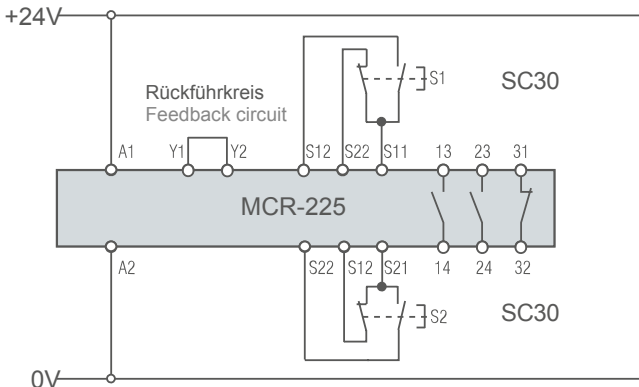 +24V
S1
SC30
Rückführkreis
Feedback circuit
A1 Y1 Y2 S12 S22 S11 13 23 31
MCR-225
A2 S22 S12 S21 14 24 32
S2
SC30
0V